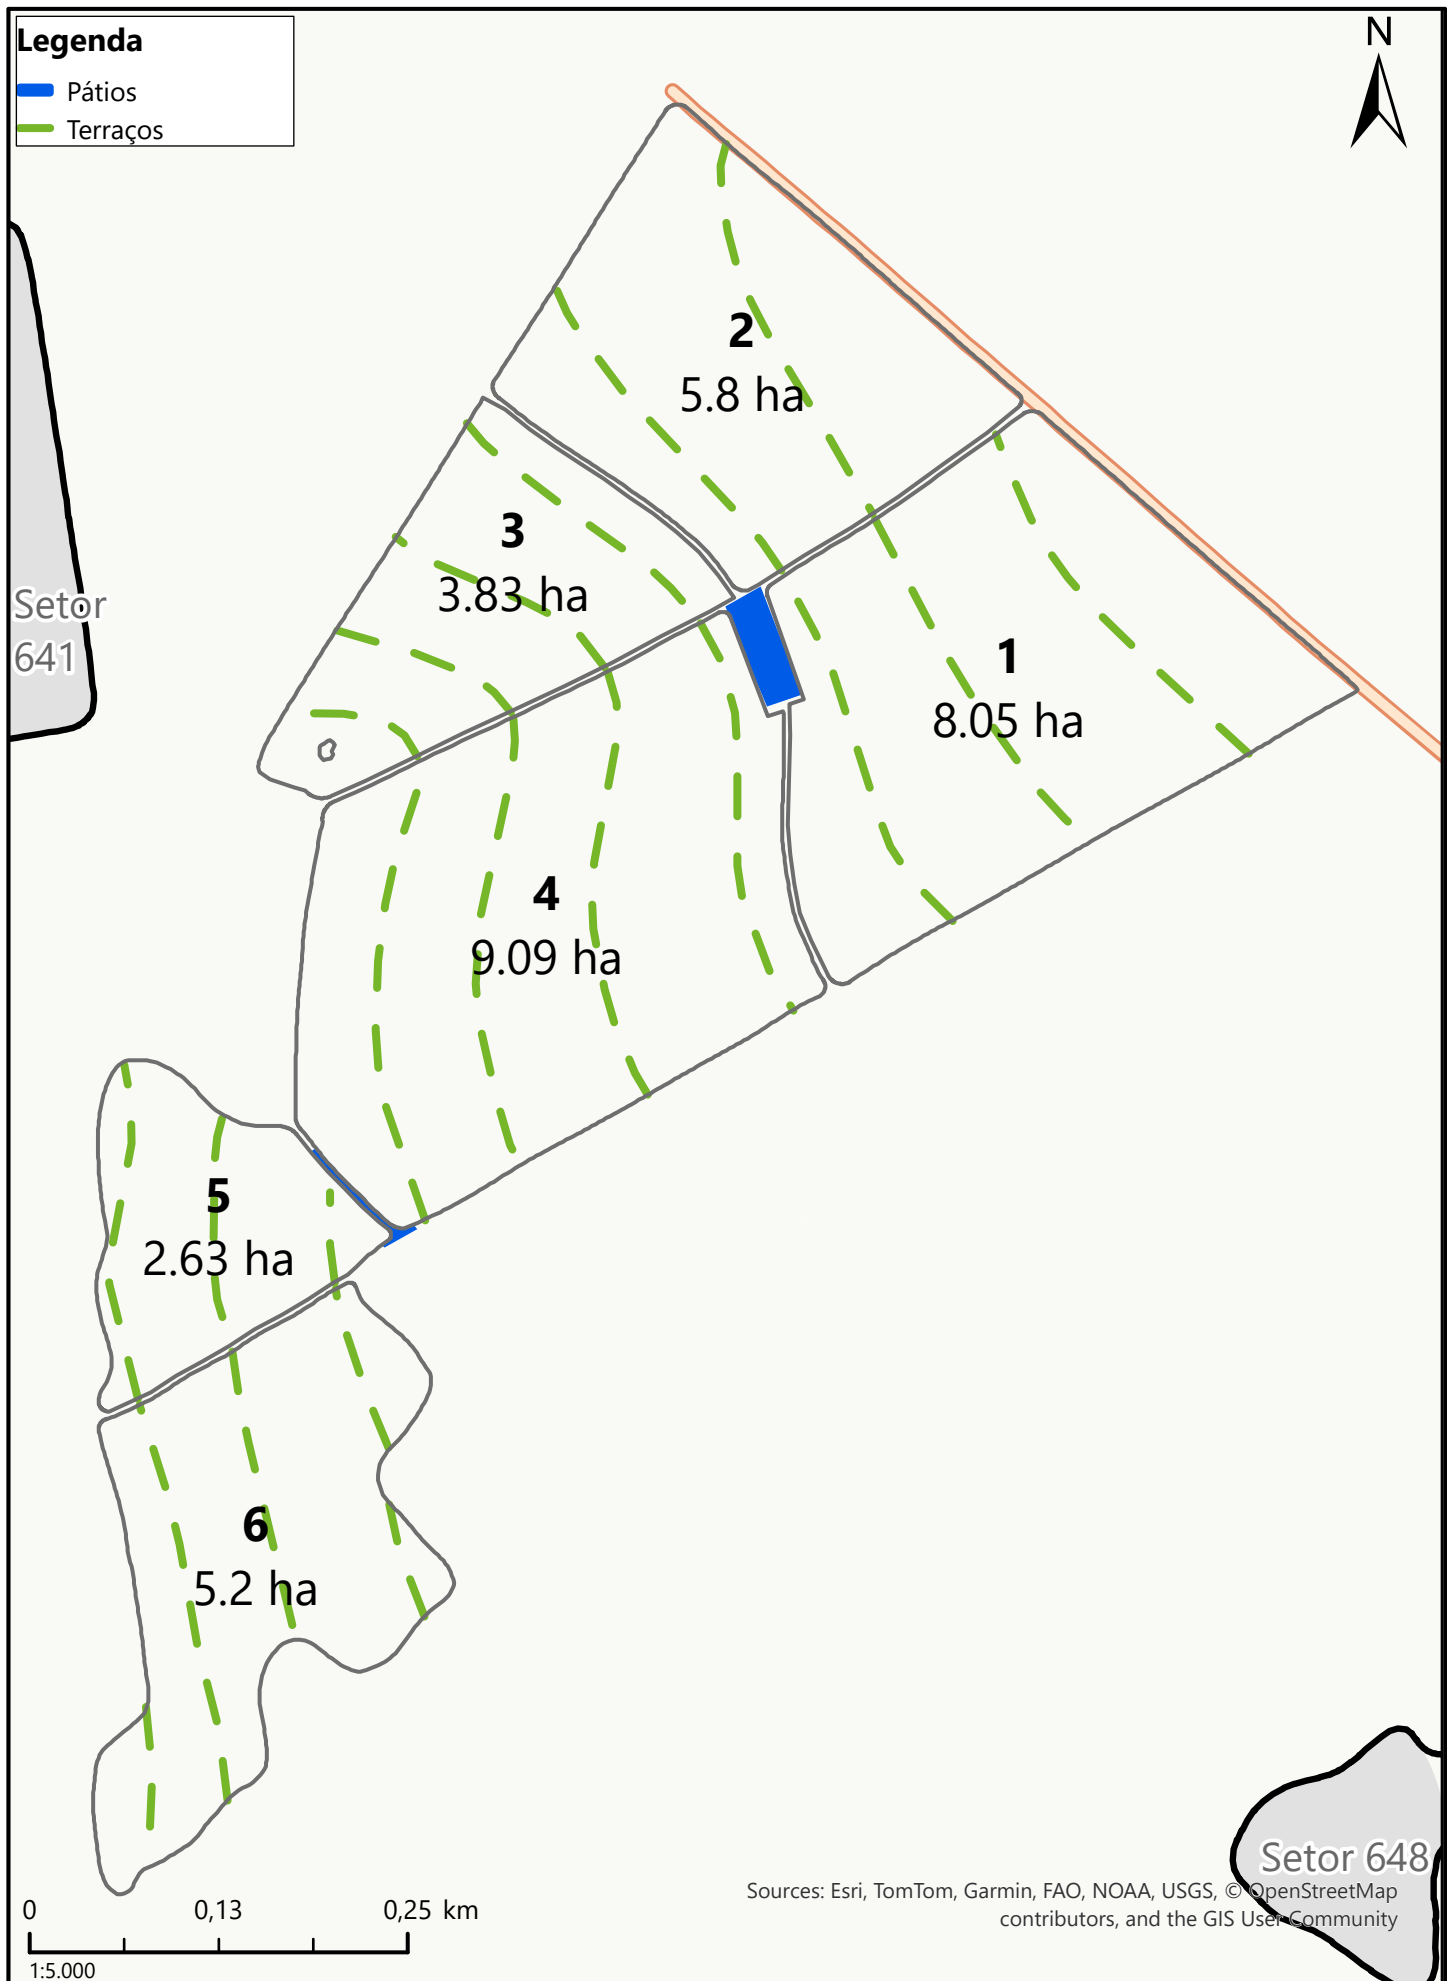 Legenda
Pátios
Terraços
N
2
5.8 ha
3
3.83 ha
Setor
641
1
8.05 ha
4
9.09 ha
5
2.63 ha
6
5.2 ha
Setor 648
Sources: Esri, TomTom, Garmin, FAO, NOAA, USGS, © OpenStreetMap
contributors, and the GIS User Community
0 0,13 0,25 km
1:5.000